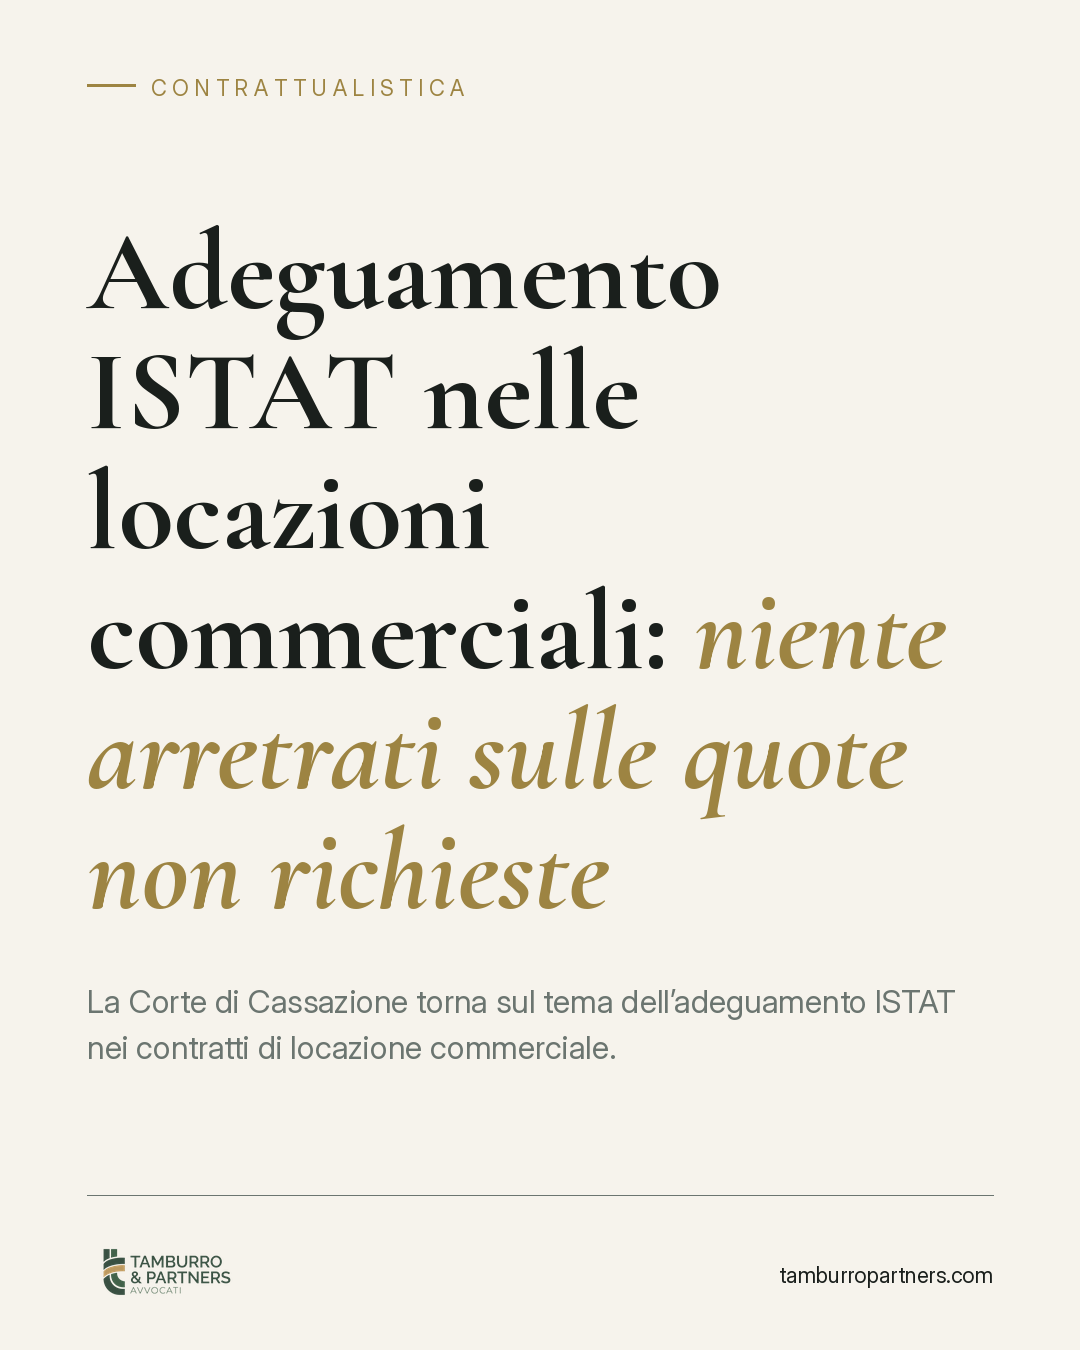 CONTRATTUALISTICA
Adeguamento
ISTAT nelle
locazioni
commerciali: niente
arretrati sulle quote
non richieste
La Corte di Cassazione torna sul tema dell’adeguamento ISTAT
nei contratti di locazione commerciale.
TAMBURRO
& PARTNERS
AVVOCATI
tamburropartners.com